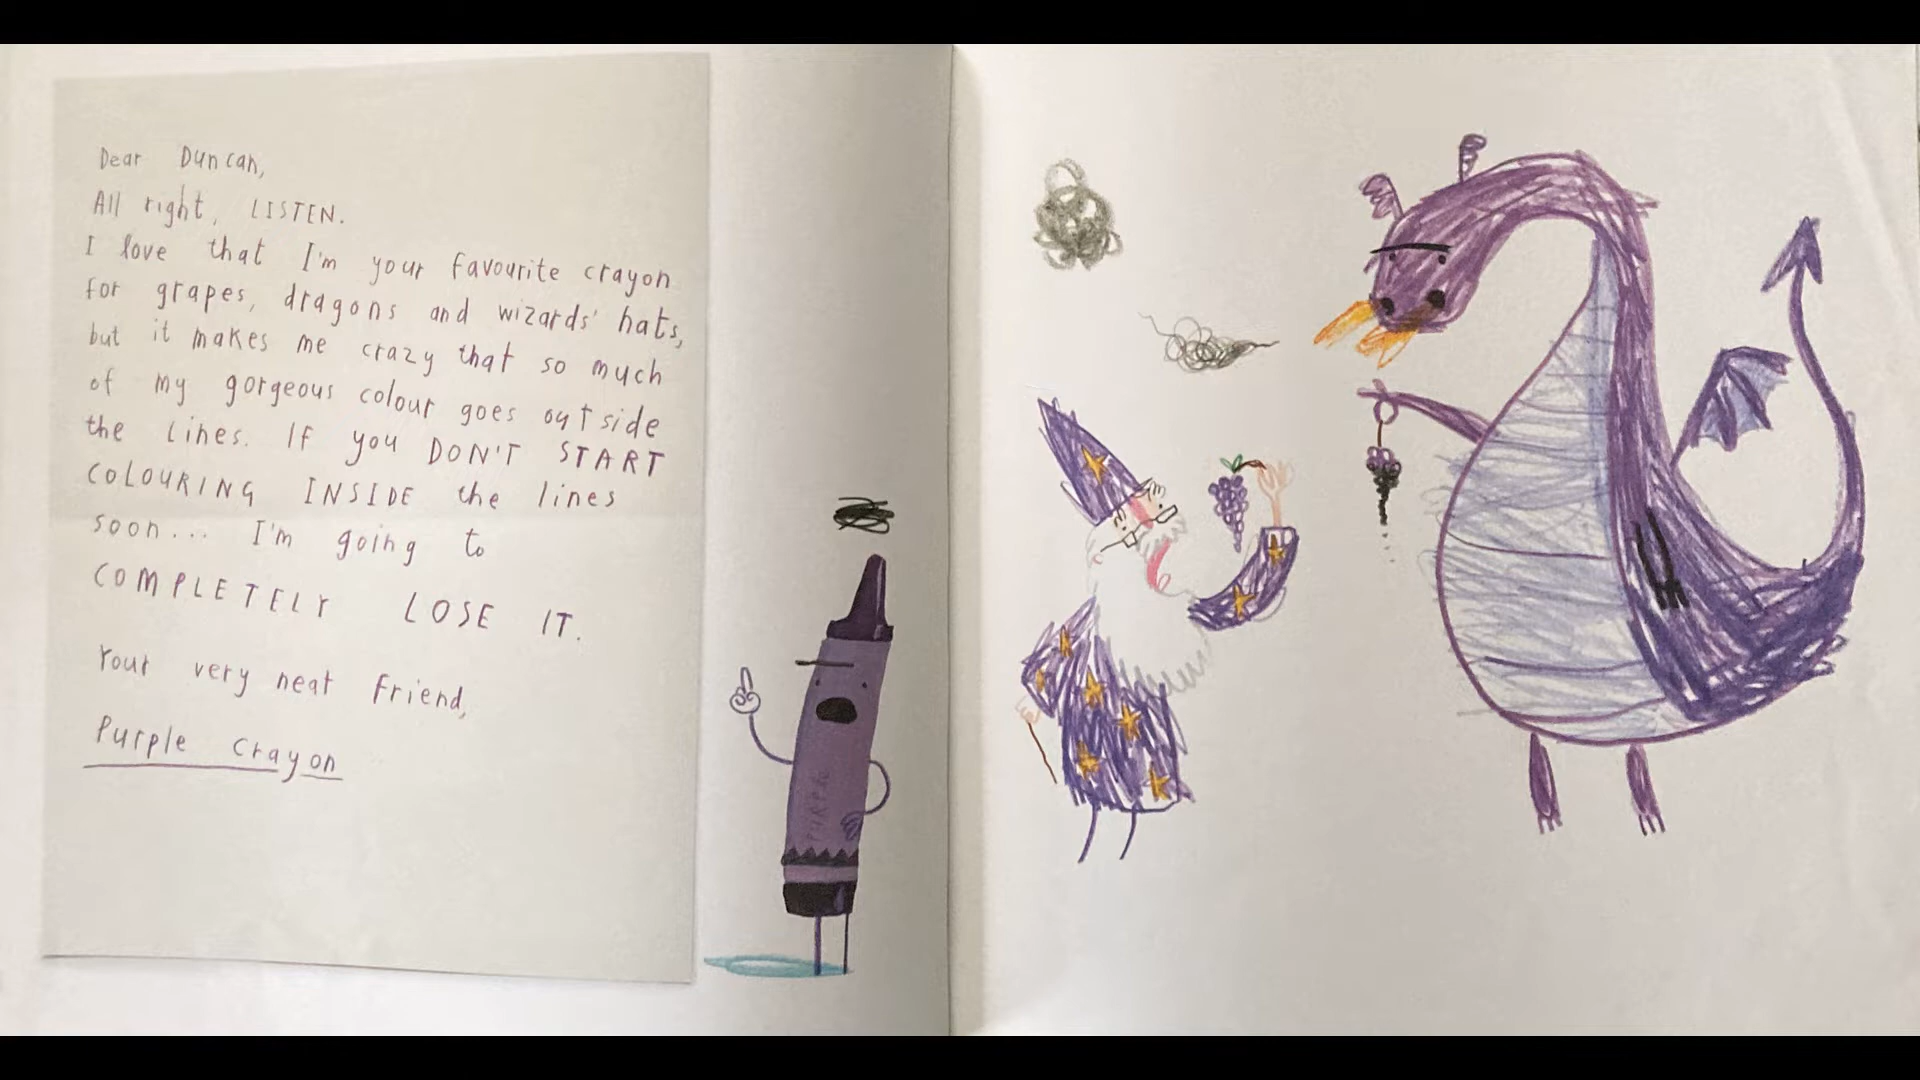 Dear Duncan,
All right, LISTEN.
I love that I'm your favourite crayon
for grapes, dragons and wizards' hats,
but it makes me crazy that so much
of my gorgeous colour goes outside
the lines. If you DON'T START
COLOURING INSIDE the lines
soon... I'm going to
COMPLETELY LOSE IT.
Your very neat friend,
Purple Crayon
PURPLE